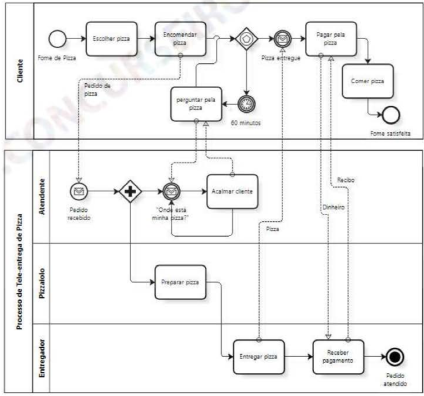 Cliente
Fome de Pizza
Escolher pizza
Encomendar
pizza
Pizza entregue
Pagar pela
pizza
Comer pizza
Fome satisfeita
Pedido de
pizza
perguntar pela
pizza
60 minutos
Processo de Tele-entrega de Pizza
Atendente
Pedido
recebido
"Onde está
minha pizza?"
Acalmar cliente
Pizza
Dinheiro
Recibo
Pizzaiolo
Preparar pizza
Entregador
Entregar pizza
Receber
pagamento
Pedido
atendido